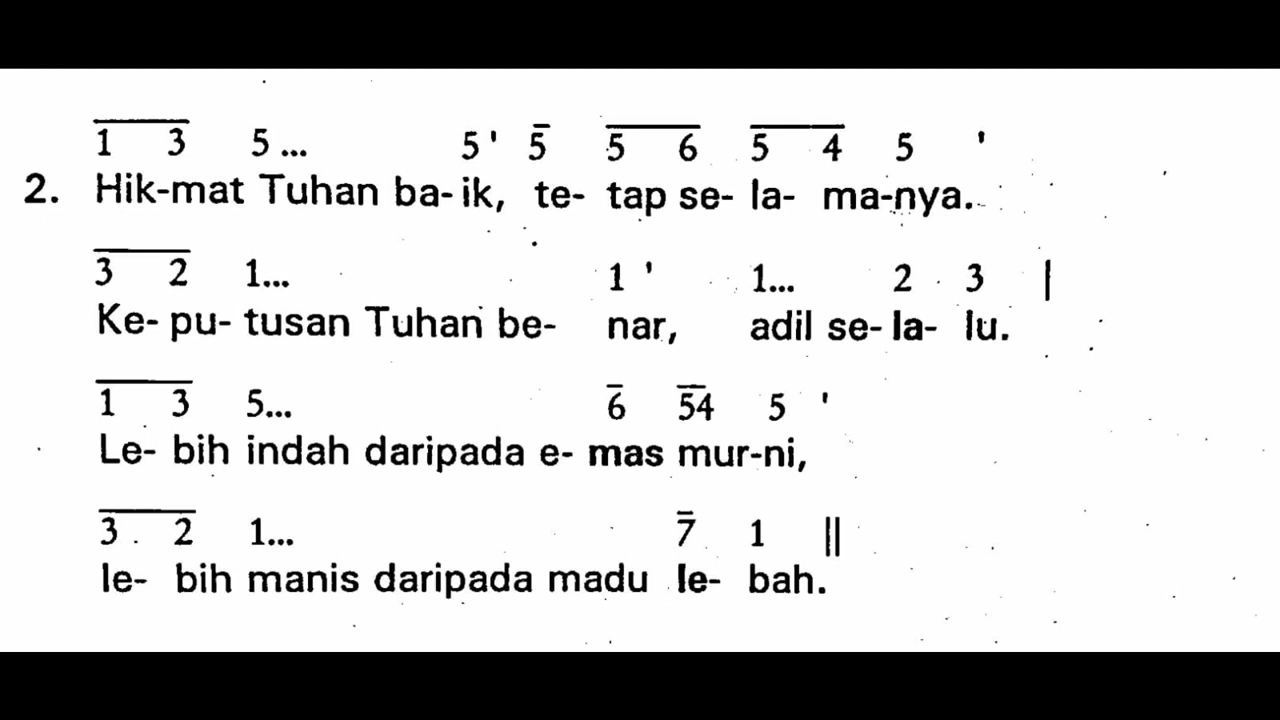 1 3 5... 5' 5 5 6 5 4 5 '
2. Hik-mat Tuhan ba-ik, te- tap se- la- ma-nya.
3 2 1... 1 ' 1... 2 3 |
Ke- pu- tusan Tuhan be- nar, adil se- la- lu.
1 3 5... 6 54 5 '
Le- bih indah daripada e- mas mur-ni,
3 2 1... 7 1 ||
le- bih manis daripada madu le- bah.